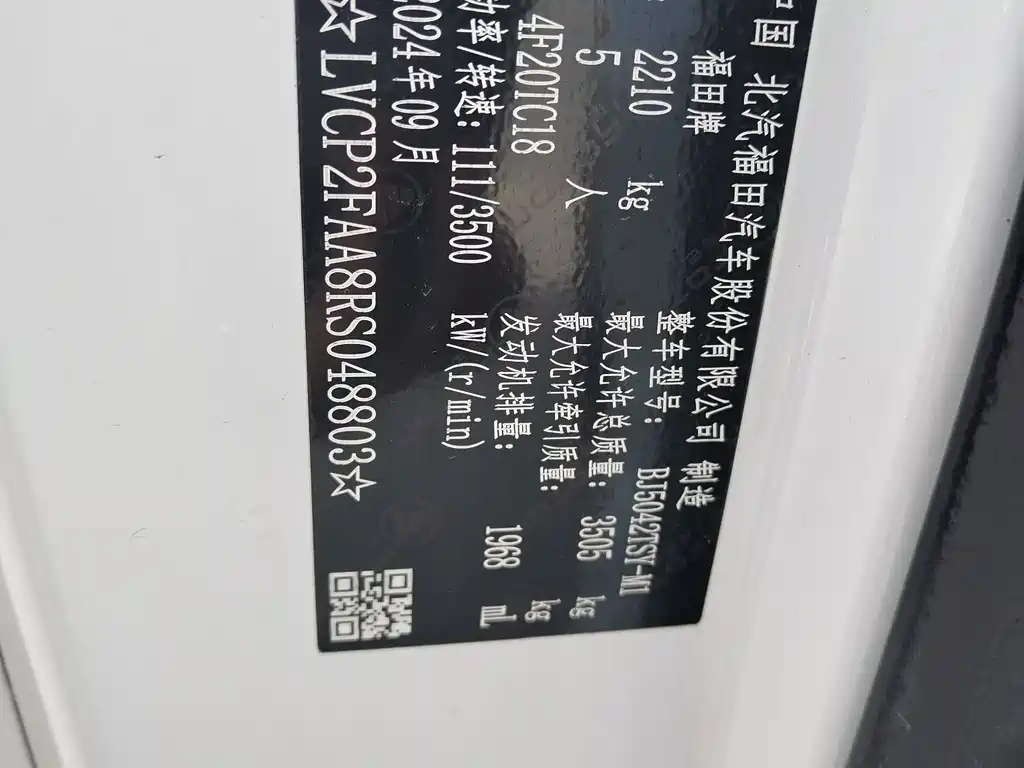 中国 北汽福田汽车股份有限公司 制造
福田牌 整车型号: BJ5042TSY-M1
2210 kg 最大允许总质量: 3505 kg
5 人 最大允许牵引质量: kg
4F20TC18 发动机排量: 1968 mL
功率/转速: 111/3500 kW/(r/min)
2024年09月
☆LVCP2FAA8RS048803☆